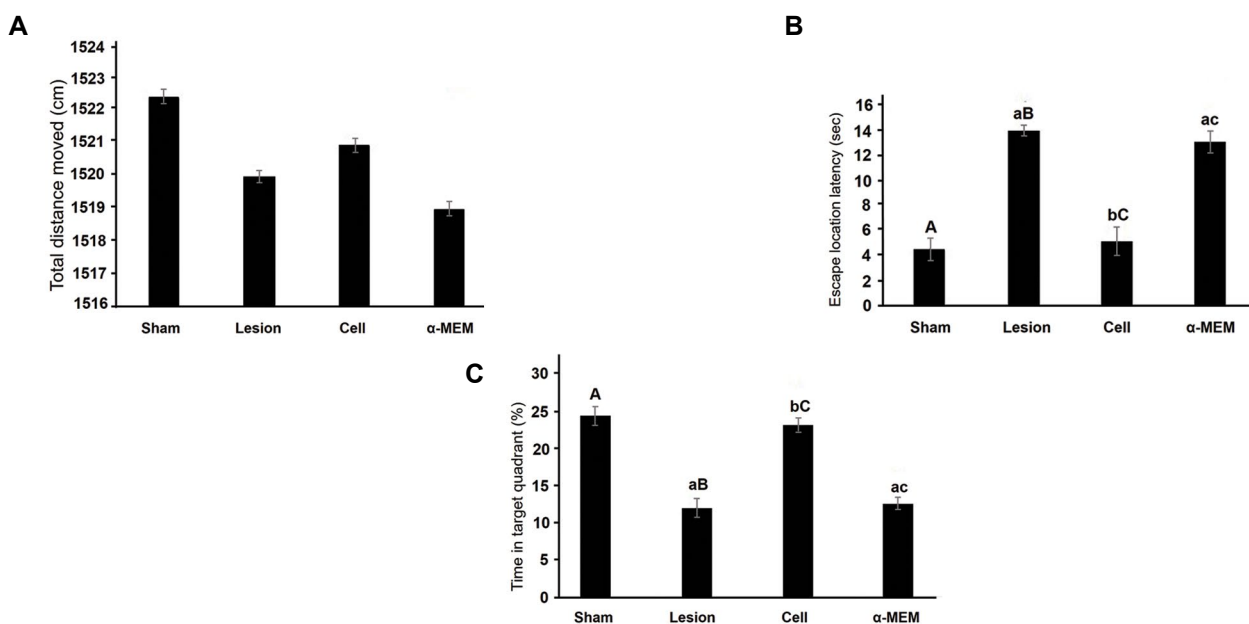 A
Total distance moved (cm)
1524
1523
1522
1521
1520
1519
1518
1517
1516
Sham Lesion Cell α-MEM
B
Escape location latency (sec)
16
14
12
10
8
6
4
2
0
A
aB
bC
ac
Sham Lesion Cell α-MEM
C
Time in target quadrant (%)
30
25
20
15
10
5
0
A
aB
bC
ac
Sham Lesion Cell α-MEM